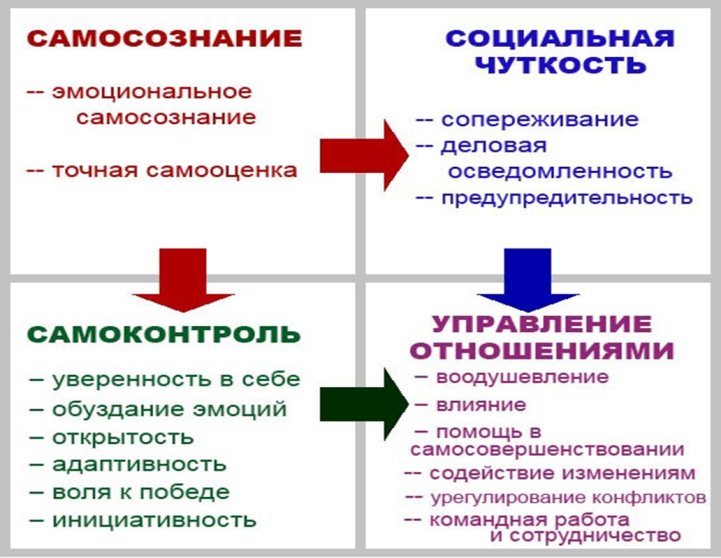 САМОСОЗНАНИЕ
-- эмоциональное
самосознание
-- точная самооценка
СОЦИАЛЬНАЯ
ЧУТКОСТЬ
-- сопереживание
-- деловая
осведомленность
-- предупредительность
САМОКОНТРОЛЬ
– уверенность в себе
– обуздание эмоций
– открытость
– адаптивность
– воля к победе
– инициативность
УПРАВЛЕНИЕ
ОТНОШЕНИЯМИ
– воодушевление
– влияние
– помощь в
самосовершенствовании
-- содействие изменениям
-- урегулирование конфликтов
-- командная работа
и сотрудничество